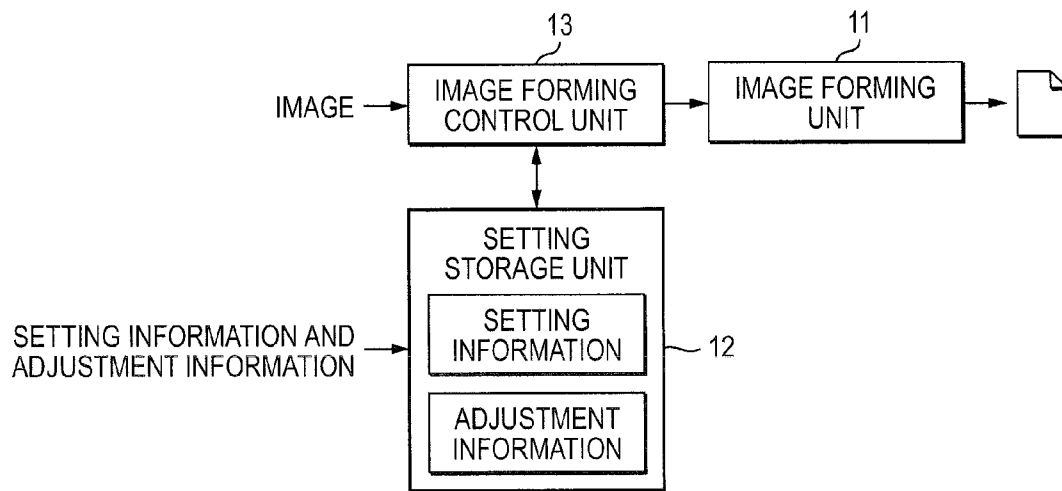 13
11
IMAGE
IMAGE FORMING
CONTROL UNIT
IMAGE FORMING
UNIT
SETTING
STORAGE UNIT
SETTING
INFORMATION
SETTING INFORMATION AND
ADJUSTMENT INFORMATION
12
ADJUSTMENT
INFORMATION